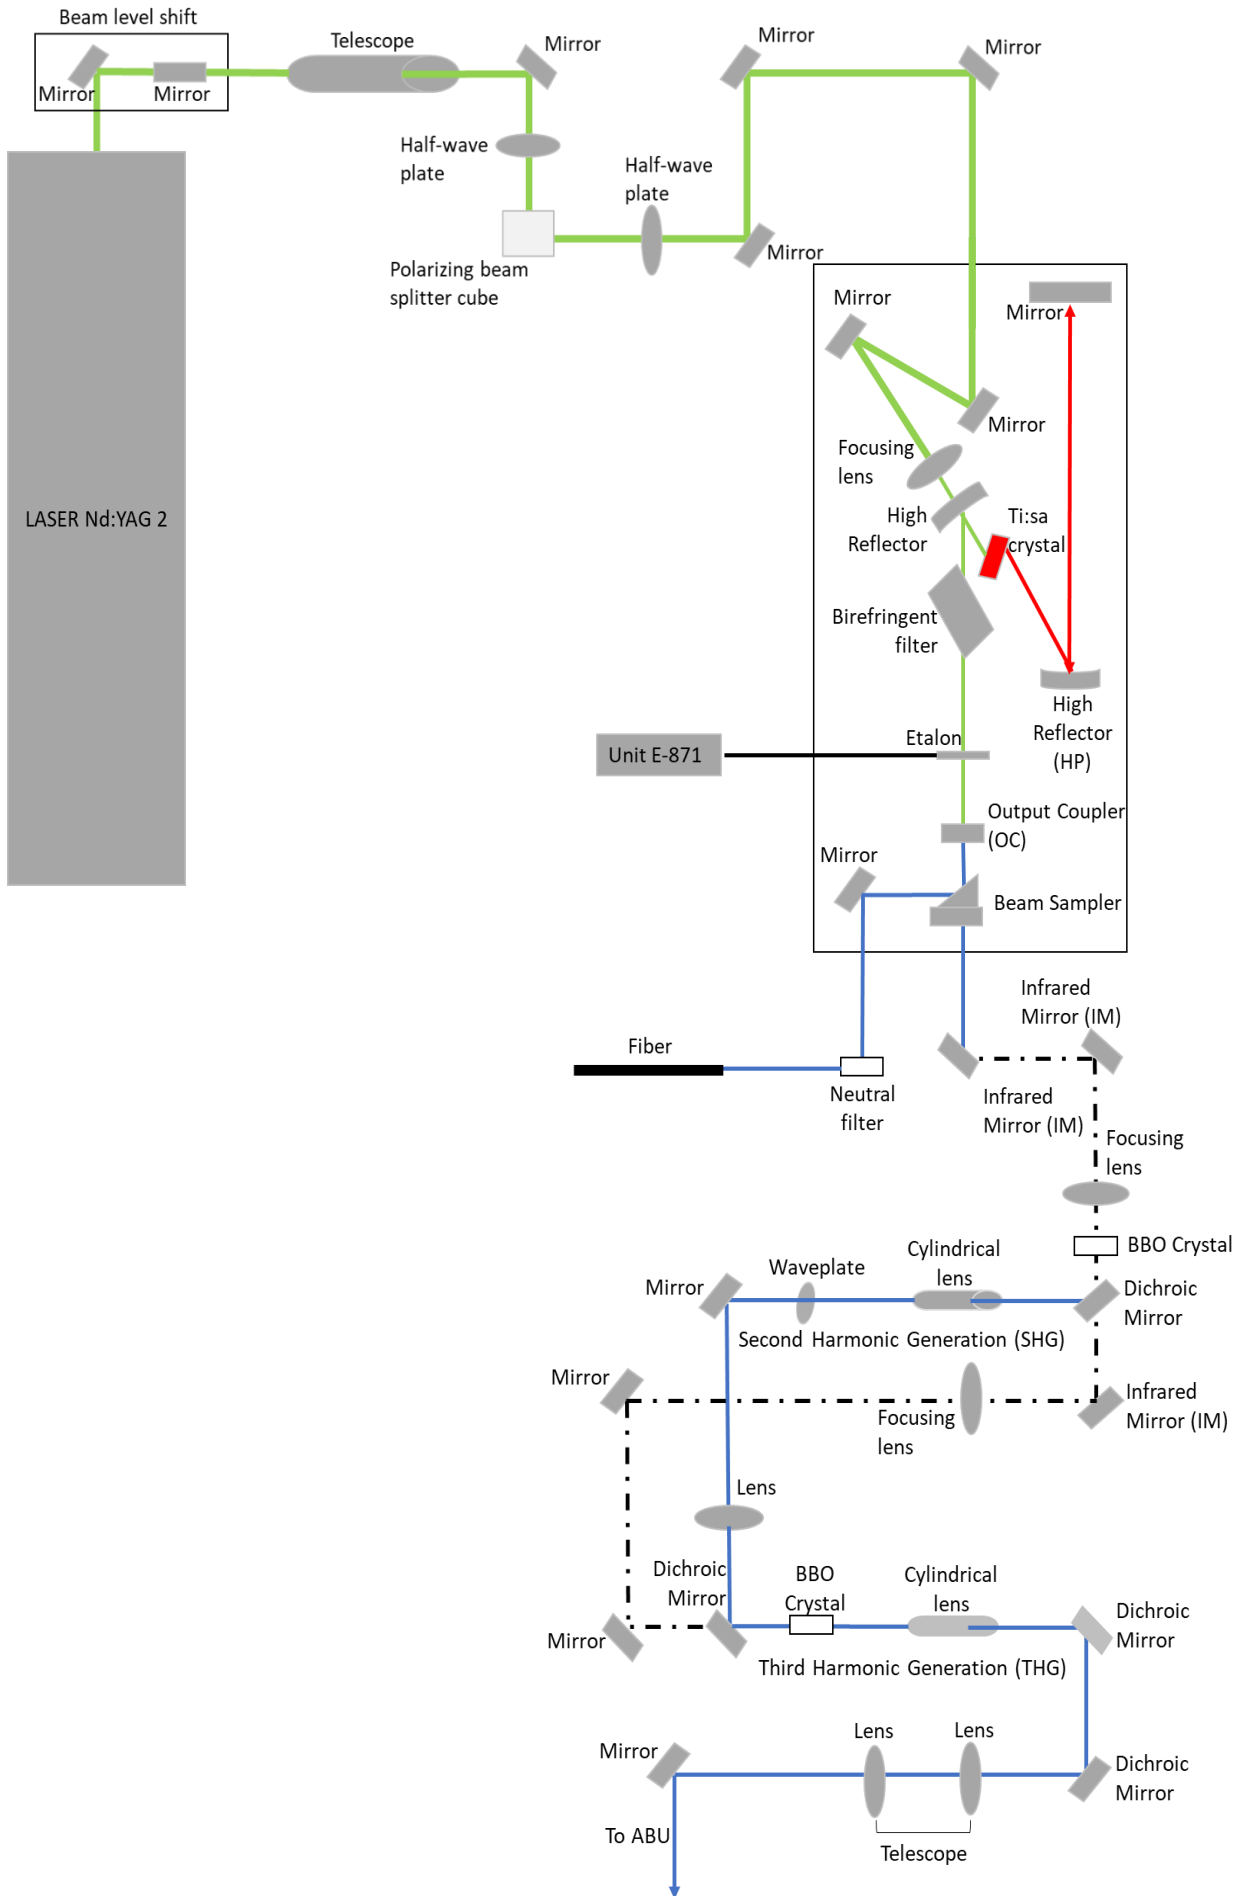 Beam level shift
Mirror
Mirror
Telescope
Mirror
Mirror
Mirror
Half-wave
plate
Half-wave
plate
Polarizing beam
splitter cube
Mirror
Mirror
Mirror
Mirror
Focusing
lens
High
Reflector
Ti:sa
crystal
LASER Nd:YAG 2
Birefringent
filter
High
Reflector
(HP)
Unit E-871
Etalon
Output Coupler
(OC)
Mirror
Beam Sampler
Infrared
Mirror (IM)
Fiber
Neutral
filter
Infrared
Mirror (IM)
Focusing
lens
BBO Crystal
Cylindrical
lens
Waveplate
Mirror
Dichroic
Mirror
Second Harmonic Generation (SHG)
Mirror
Infrared
Mirror (IM)
Focusing
lens
Lens
Dichroic
Mirror
BBO
Crystal
Cylindrical
lens
Dichroic
Mirror
Mirror
Third Harmonic Generation (THG)
Lens
Lens
Mirror
Dichroic
Mirror
To ABU
Telescope